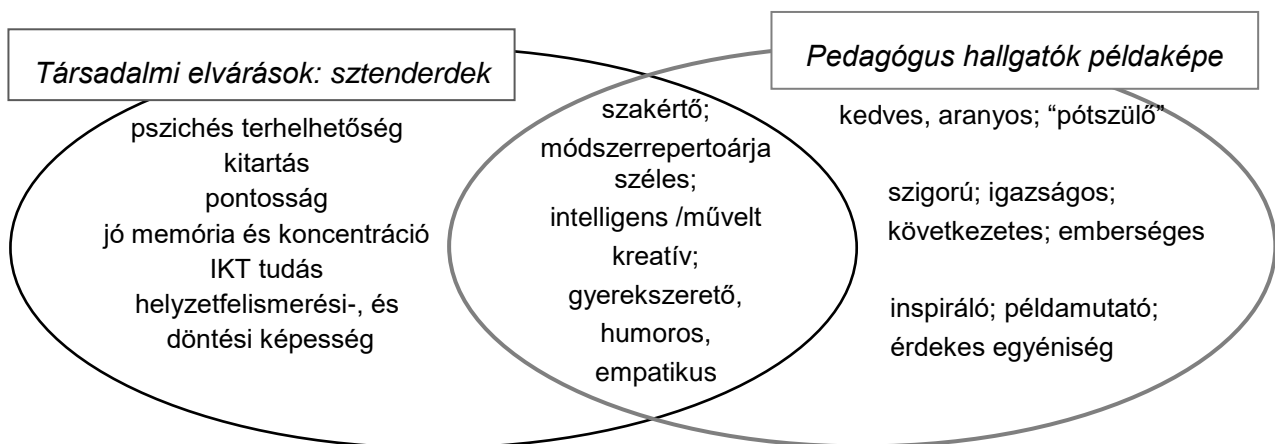 Társadalmi elvárások: sztenderdek
pszichés terhelhetőség
kitartás
pontosság
jó memória és koncentráció
IKT tudás
helyzetfelismerési-, és
döntési képesség
szakértő;
módszerrepertoárja
széles;
intelligens /művelt
kreatív;
gyerekszerető,
humoros,
empatikus
Pedagógus hallgatók példaképe
kedves, aranyos; “pótszülő”
szigorú; igazságos;
következetes; emberséges
inspiráló; példamutató;
érdekes egyéniség